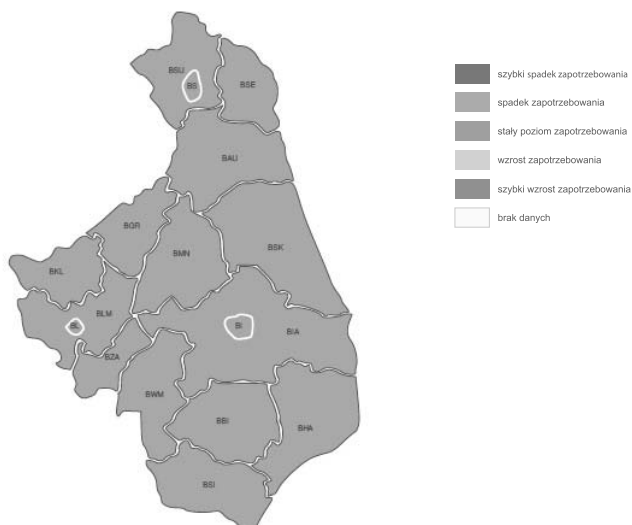 BSU
BS
BSE
BAU
BGR
BMN
BSK
BKL
BL
BLM
BI
BIA
BZA
BWM
BBI
BHA
BSI
szybki spadek zapotrzebowania
spadek zapotrzebowania
stały poziom zapotrzebowania
wzrost zapotrzebowania
szybki wzrost zapotrzebowania
brak danych